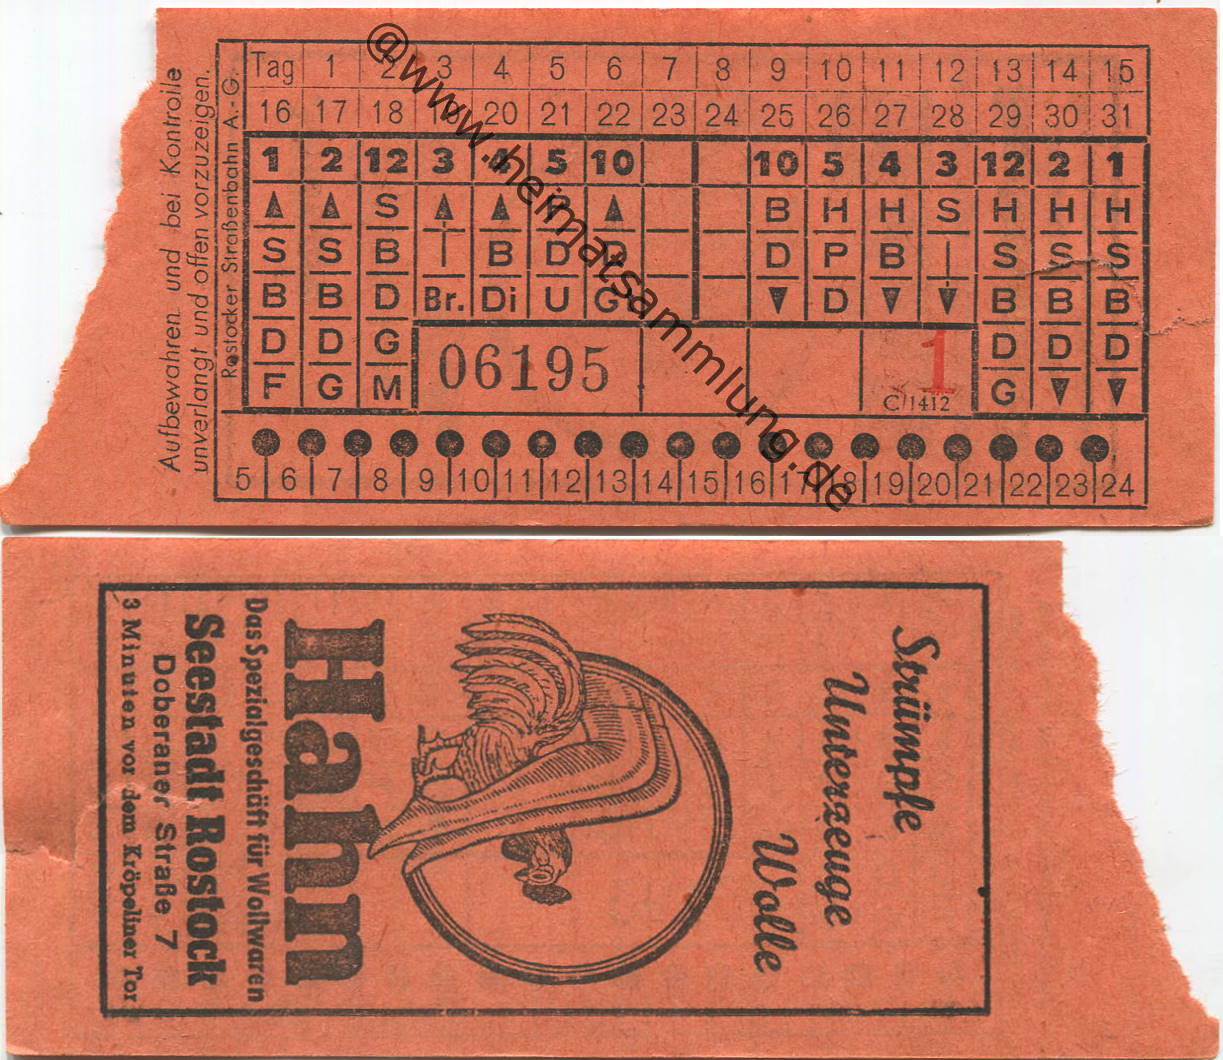 Aufbewahren und bei Kontrolle
unverlangt und offen vorzuzeigen.
Rostocker Straßenbahn A.-G.
Tag 1 2 3 4 5 6 7 8 9 10 11 12 13 14 15
16 17 18 19 20 21 22 23 24 25 26 27 28 29 30 31
1 2 12 3 4 5 10 10 5 4 3 12 2 1
S B H H S H H H
S S B B D D P B S S S
B B D Br. Di U G D B B B
D D G D D D
F G M G
06195
1
C/1412
5 6 7 8 9 10 11 12 13 14 15 16 17 18 19 20 21 22 23 24
@www.heimatsammlung.de
Strümpfe
Unterzeuge
Wolle
Hahn
Das Spezialgeschäft für Wollwaren
Seestadt Rostock
Doberaner Straße 7
3 Minuten vor dem Kröpeliner Tor